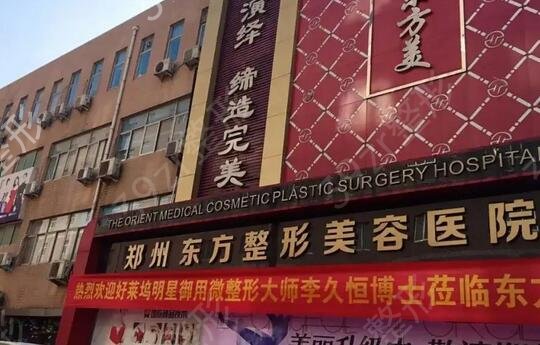 演绎
缔造完美
东方美
THE ORIENT MEDICAL COSMETIC PLASTIC SURGERY HOSPITAL
郑州东方整形美容医院
热烈欢迎好莱坞明星御用微整形大师李久恒博士莅临东方